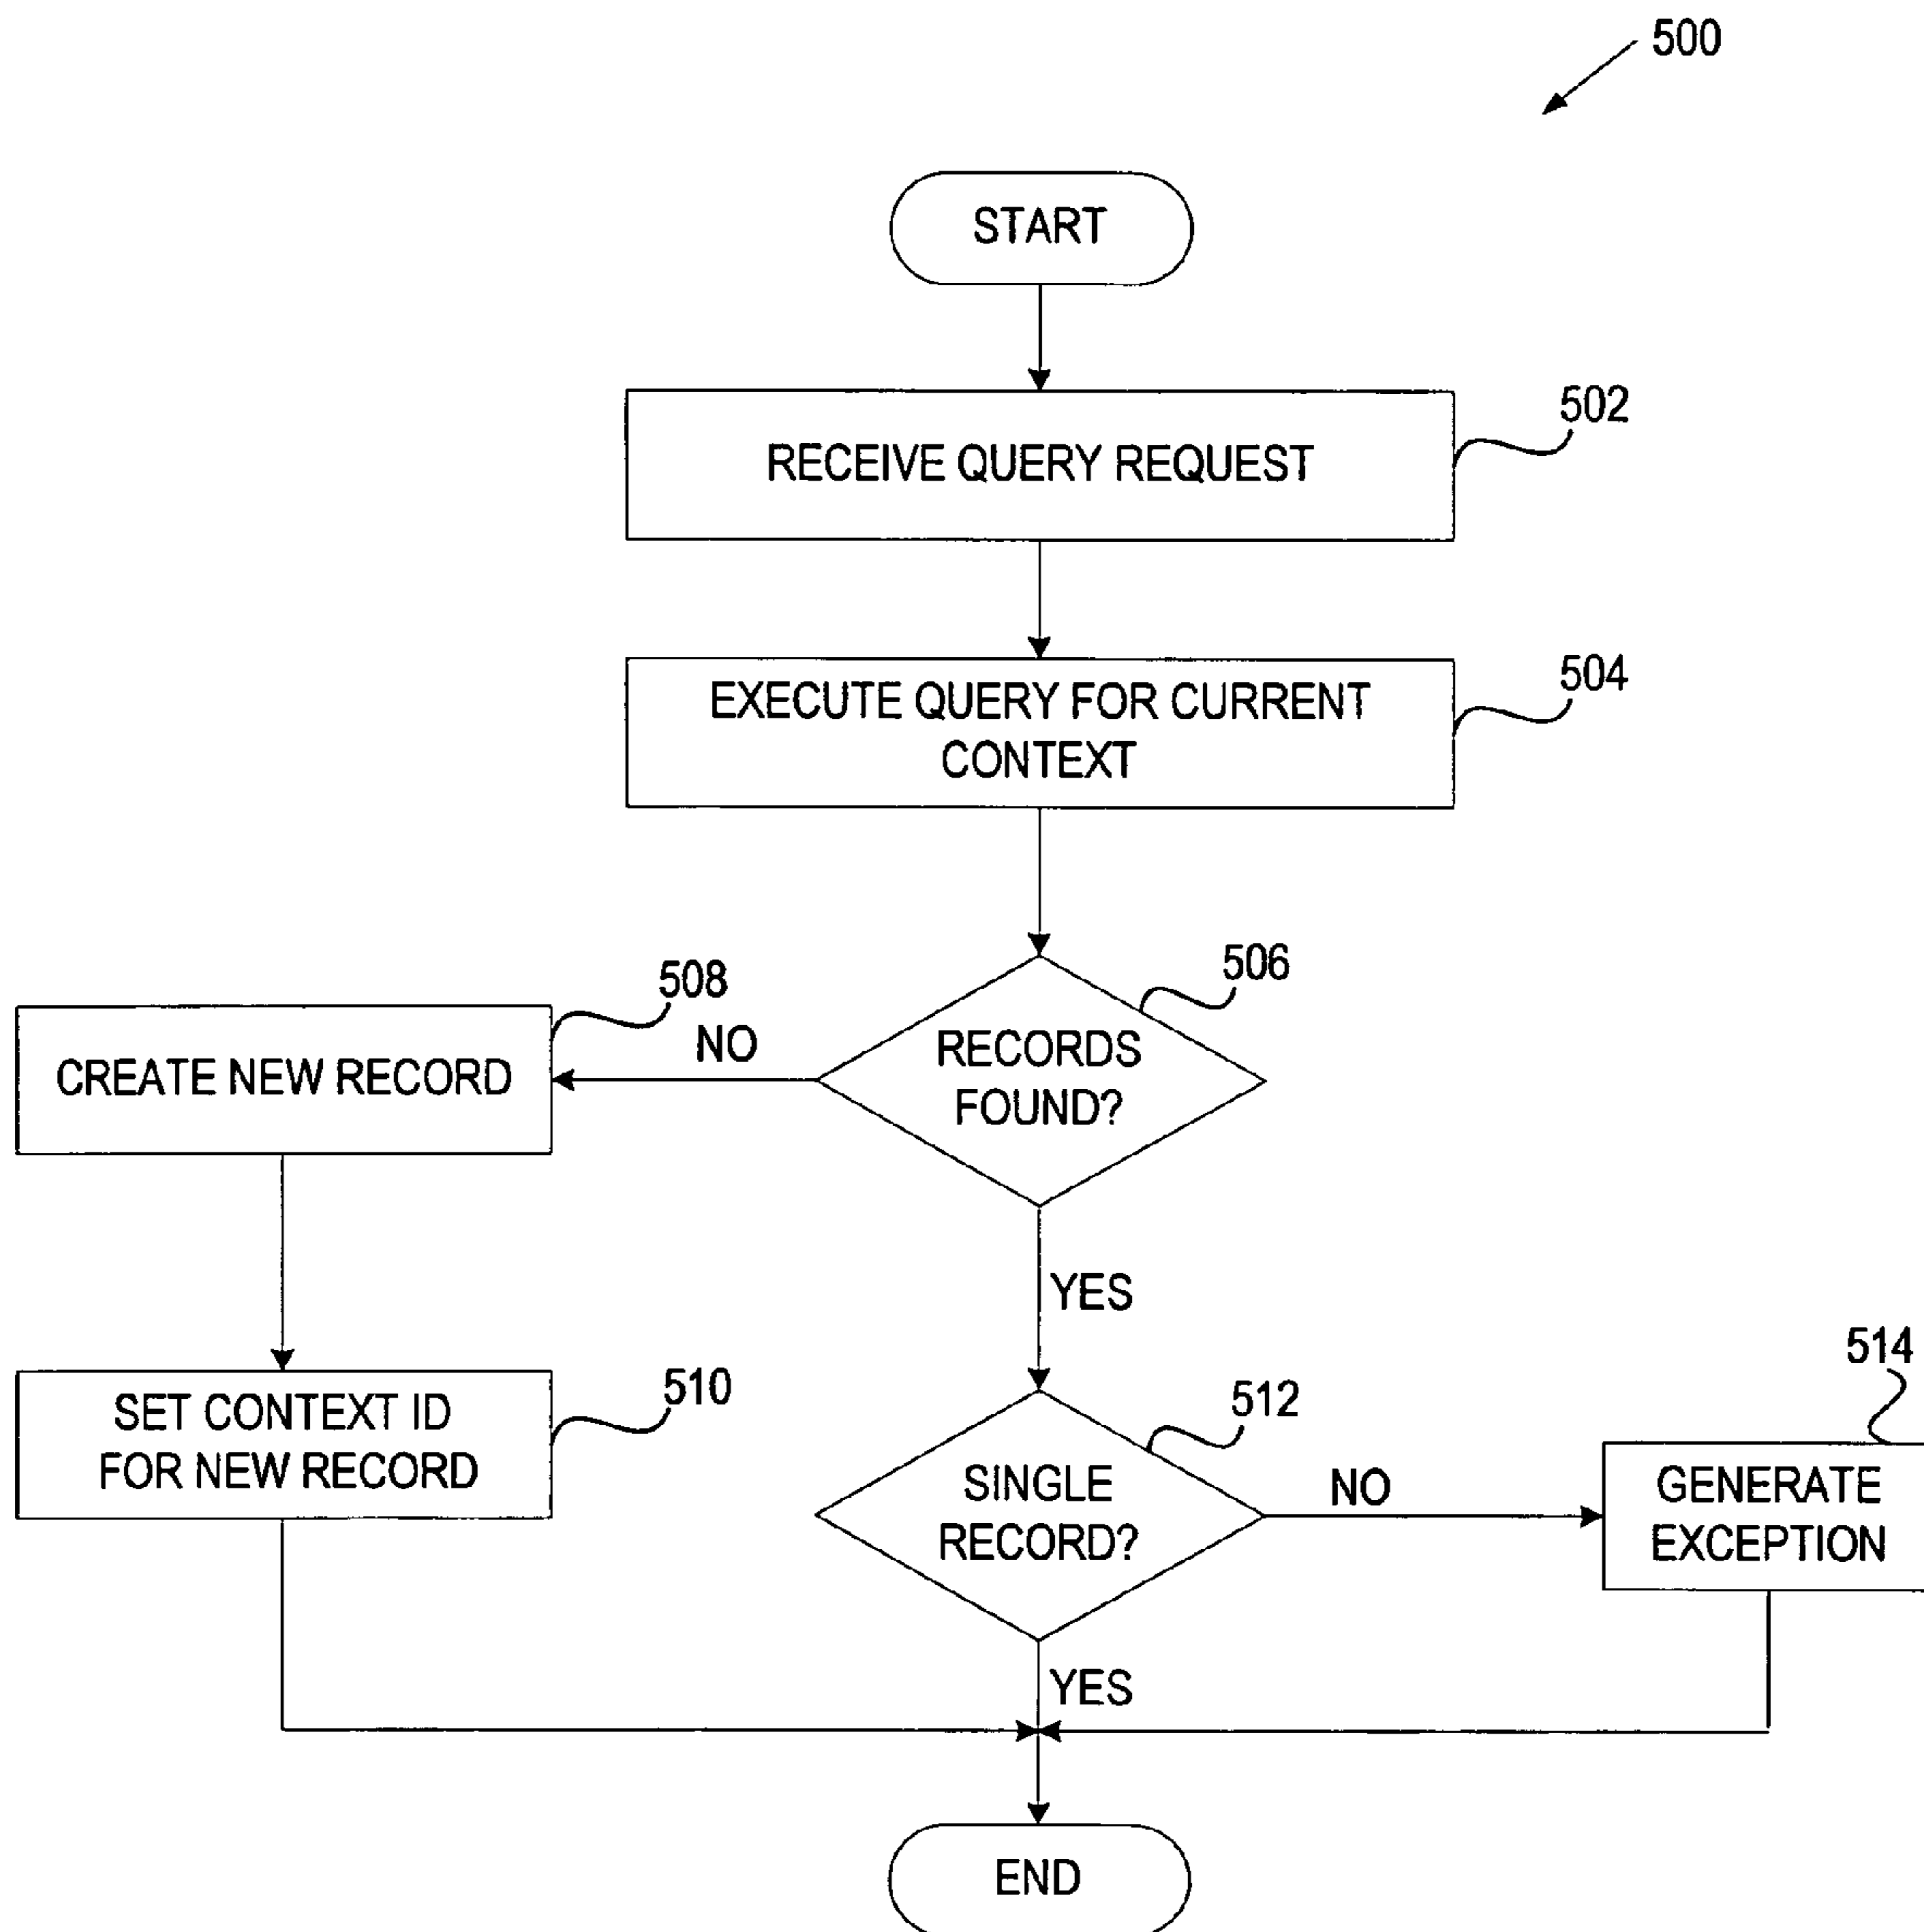 500
START
RECEIVE QUERY REQUEST
502
EXECUTE QUERY FOR CURRENT
CONTEXT
504
RECORDS
FOUND?
506
NO
CREATE NEW RECORD
508
YES
SET CONTEXT ID
FOR NEW RECORD
510
SINGLE
RECORD?
512
NO
GENERATE
EXCEPTION
514
YES
END